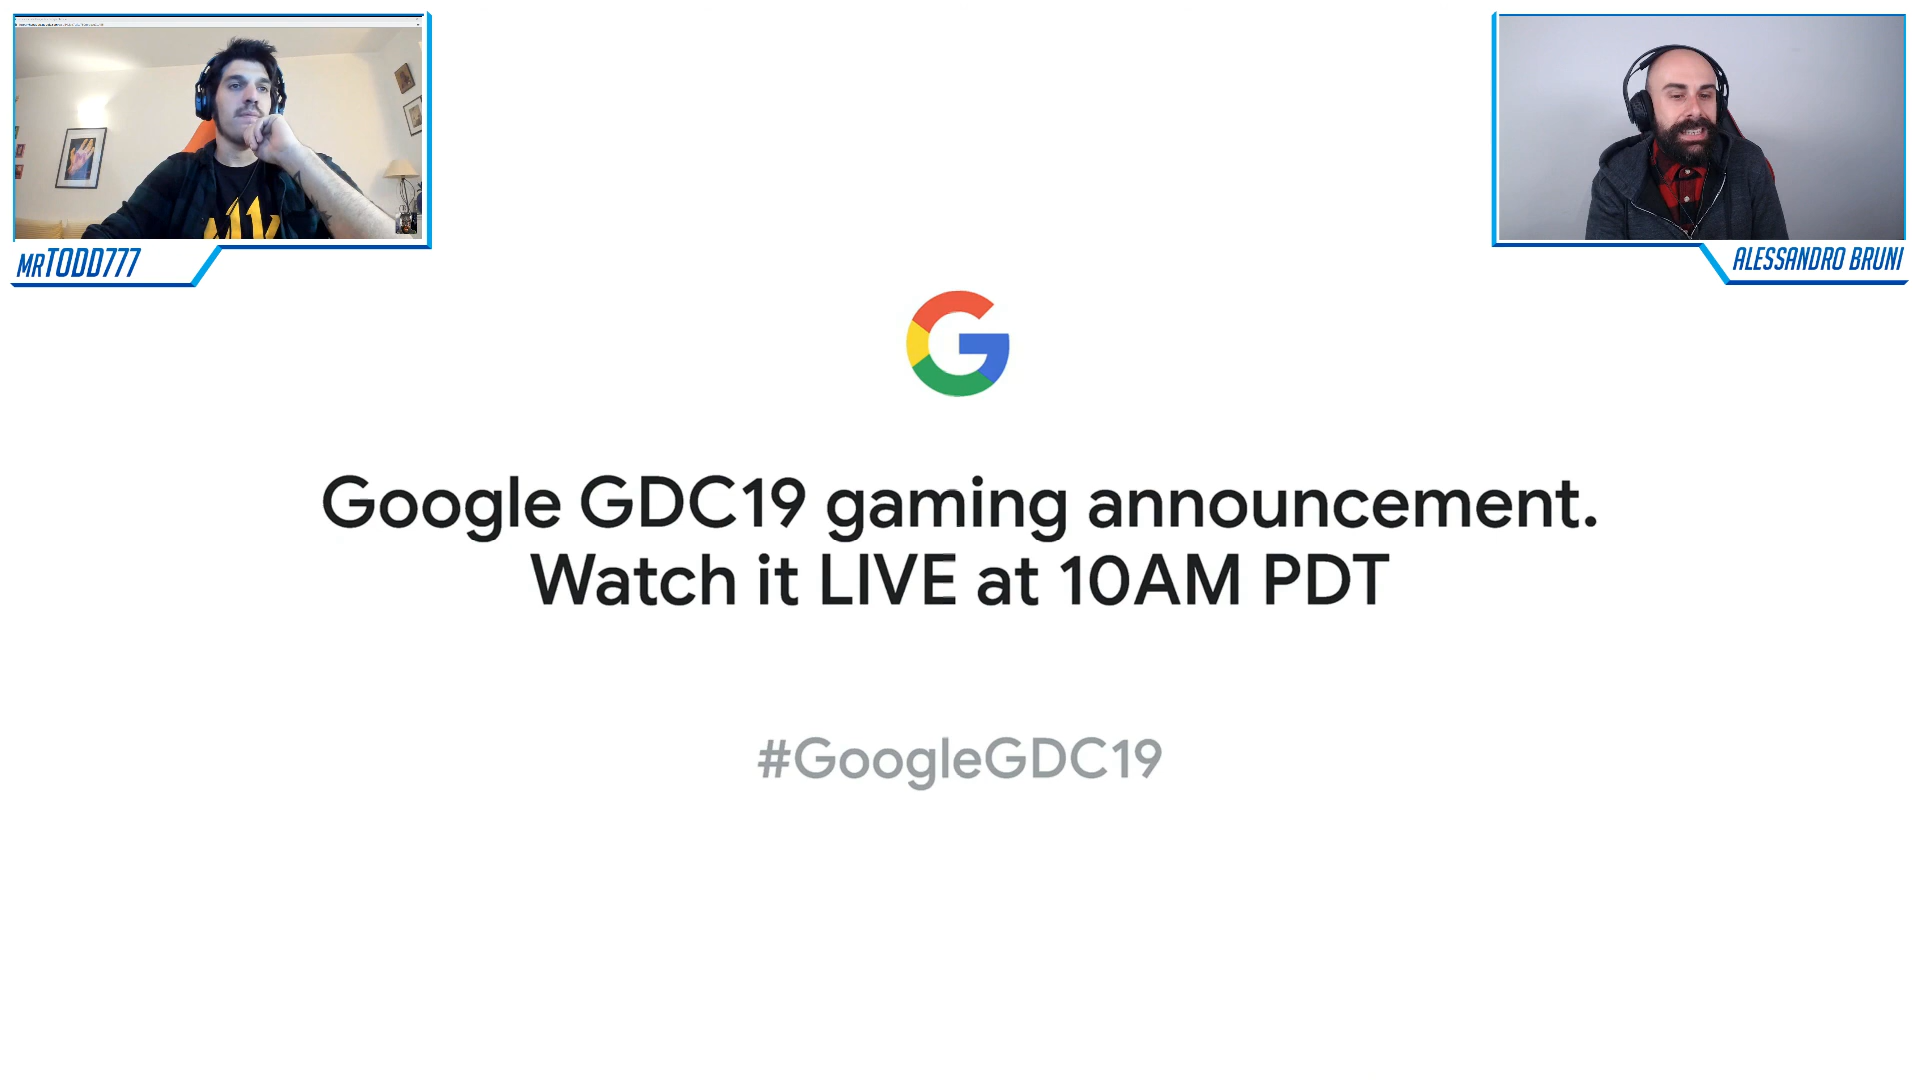 MRTODD777
ALESSANDRO BRUNI
Google GDC19 gaming announcement.
Watch it LIVE at 10AM PDT
#GoogleGDC19